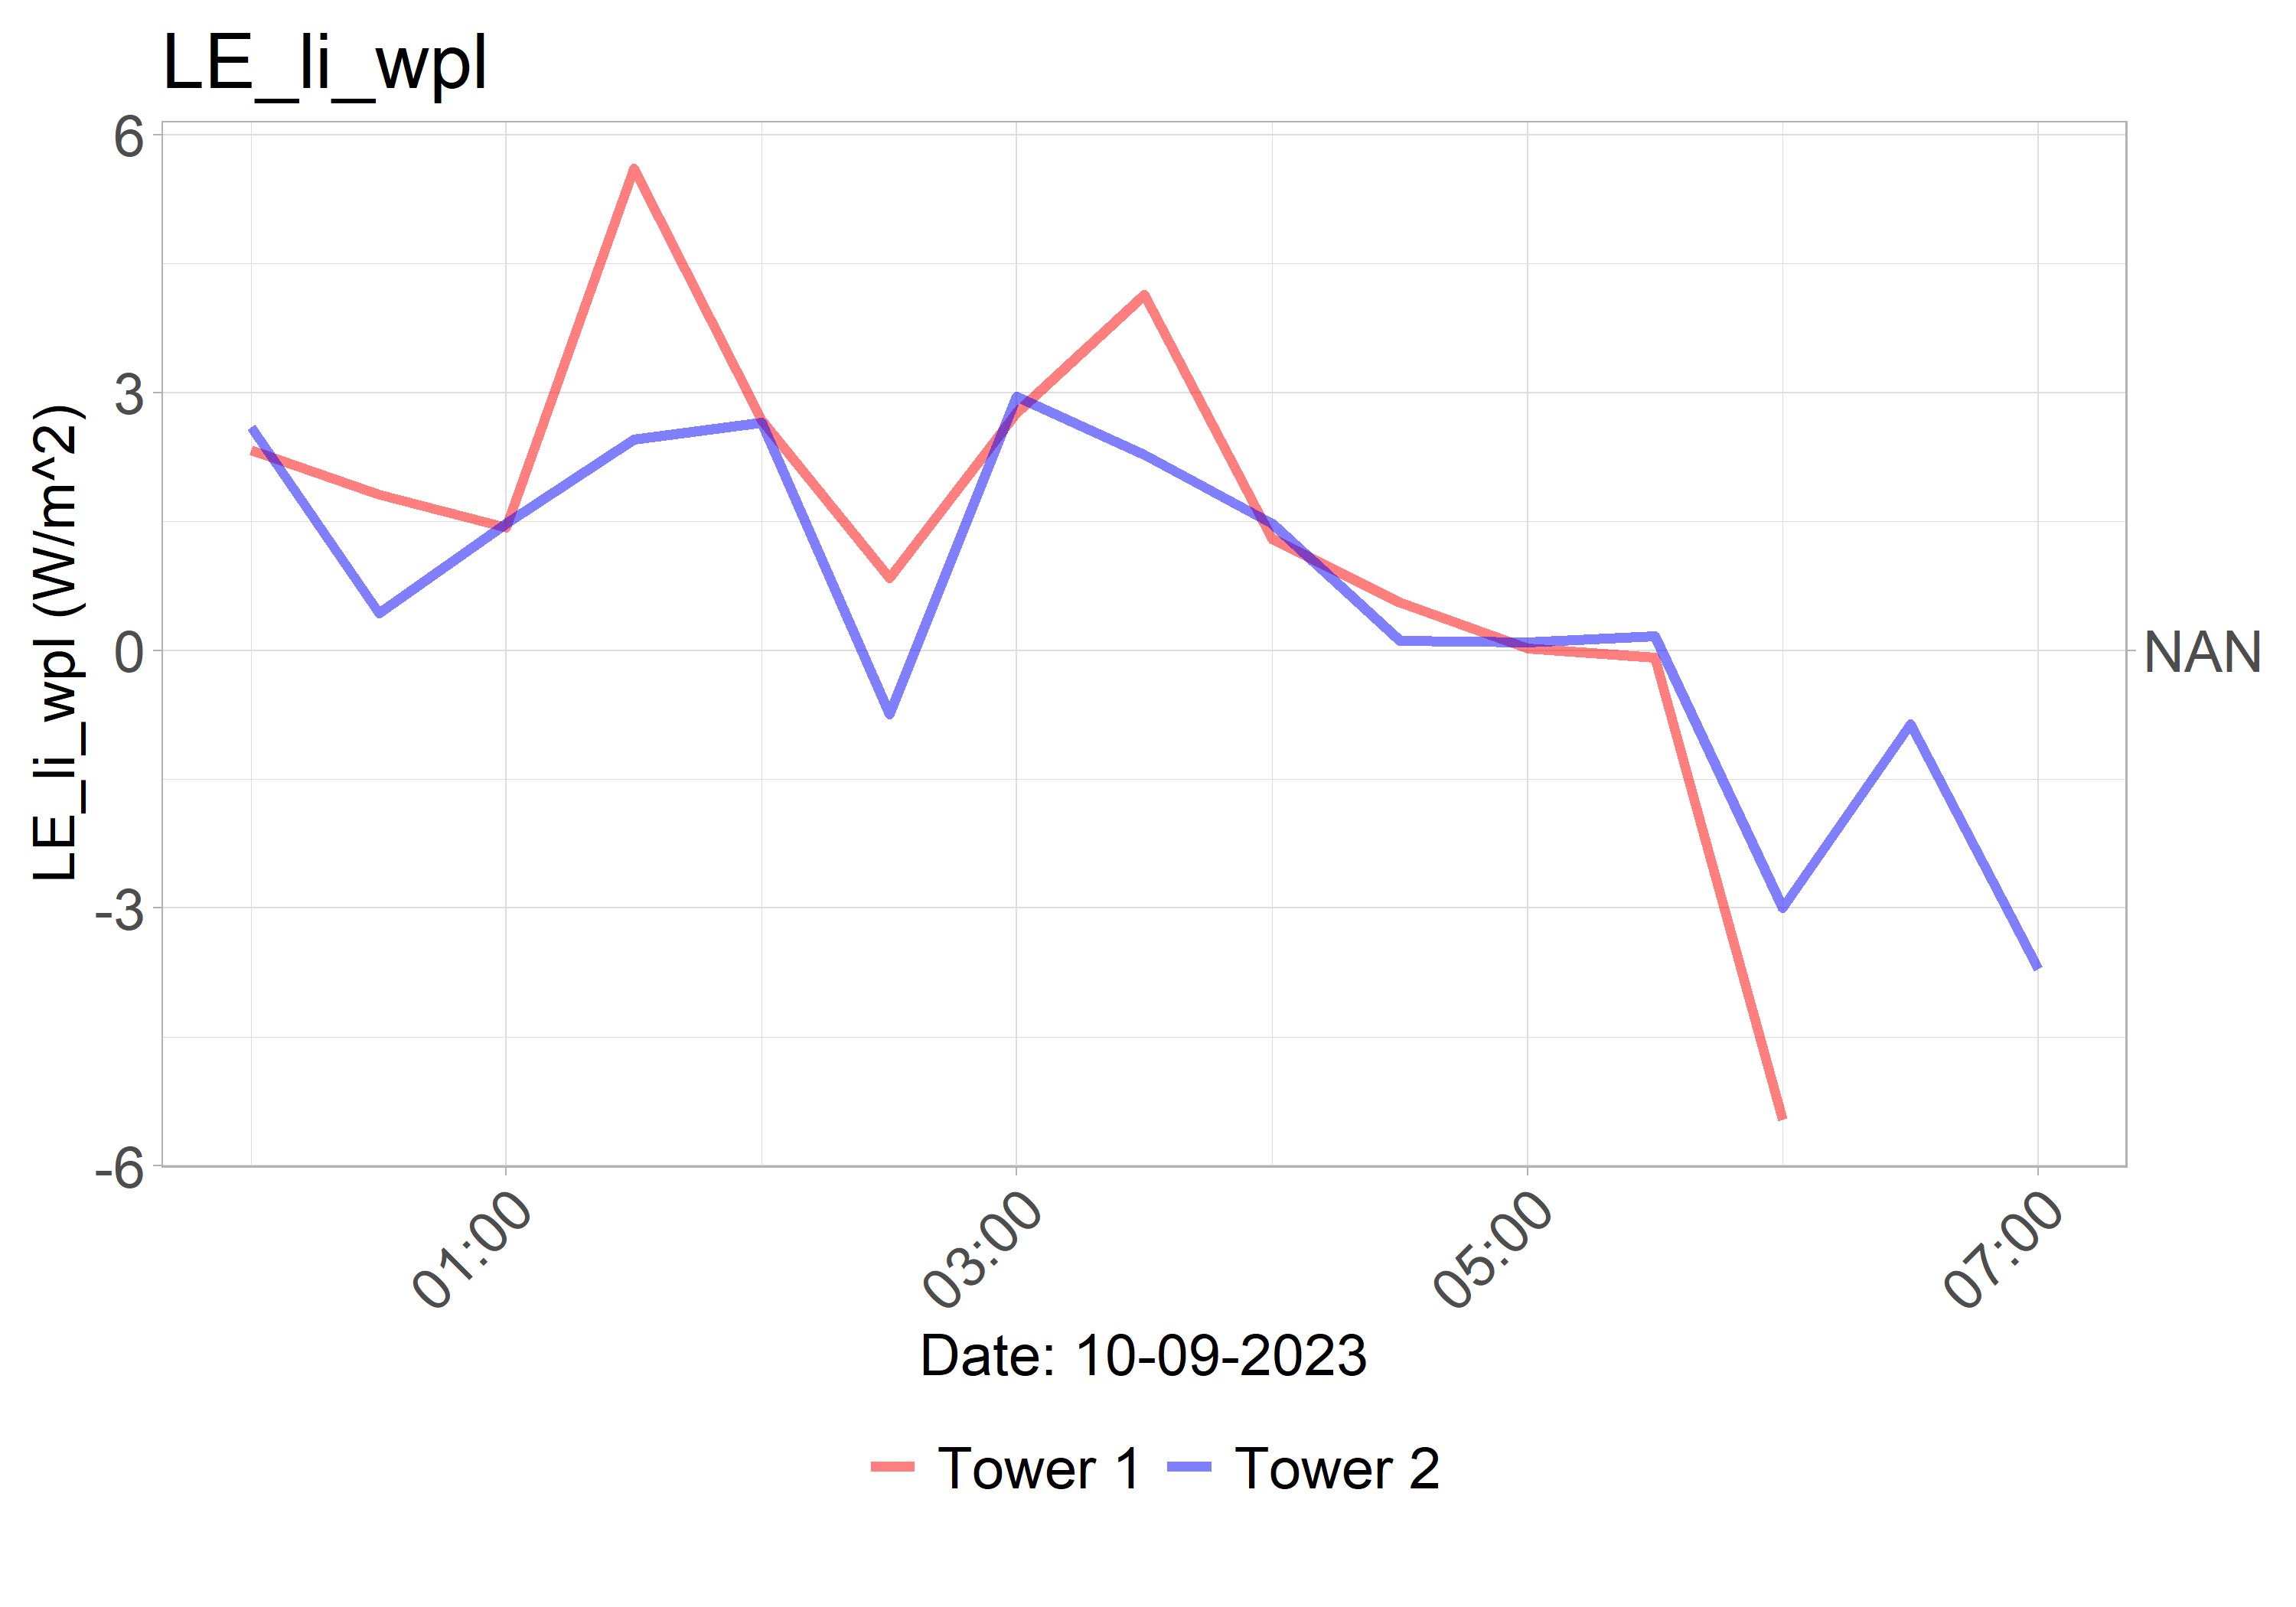 LE_li_wpl
LE_li_wpl (W/m^2)
6
3
0
-3
-6
NAN
01:00
03:00
05:00
07:00
Date: 10-09-2023
Tower 1
Tower 2